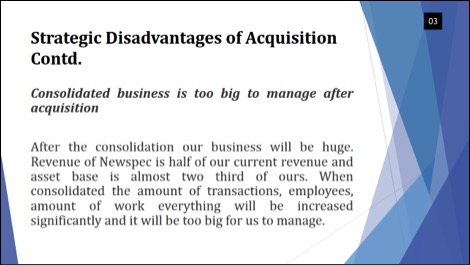 03
Strategic Disadvantages of Acquisition
Contd.
Consolidated business is too big to manage after
acquisition
After the consolidation our business will be huge.
Revenue of Newspec is half of our current revenue and
asset base is almost two third of ours. When
consolidated the amount of transactions, employees,
amount of work everything will be increased
significantly and it will be too big for us to manage.